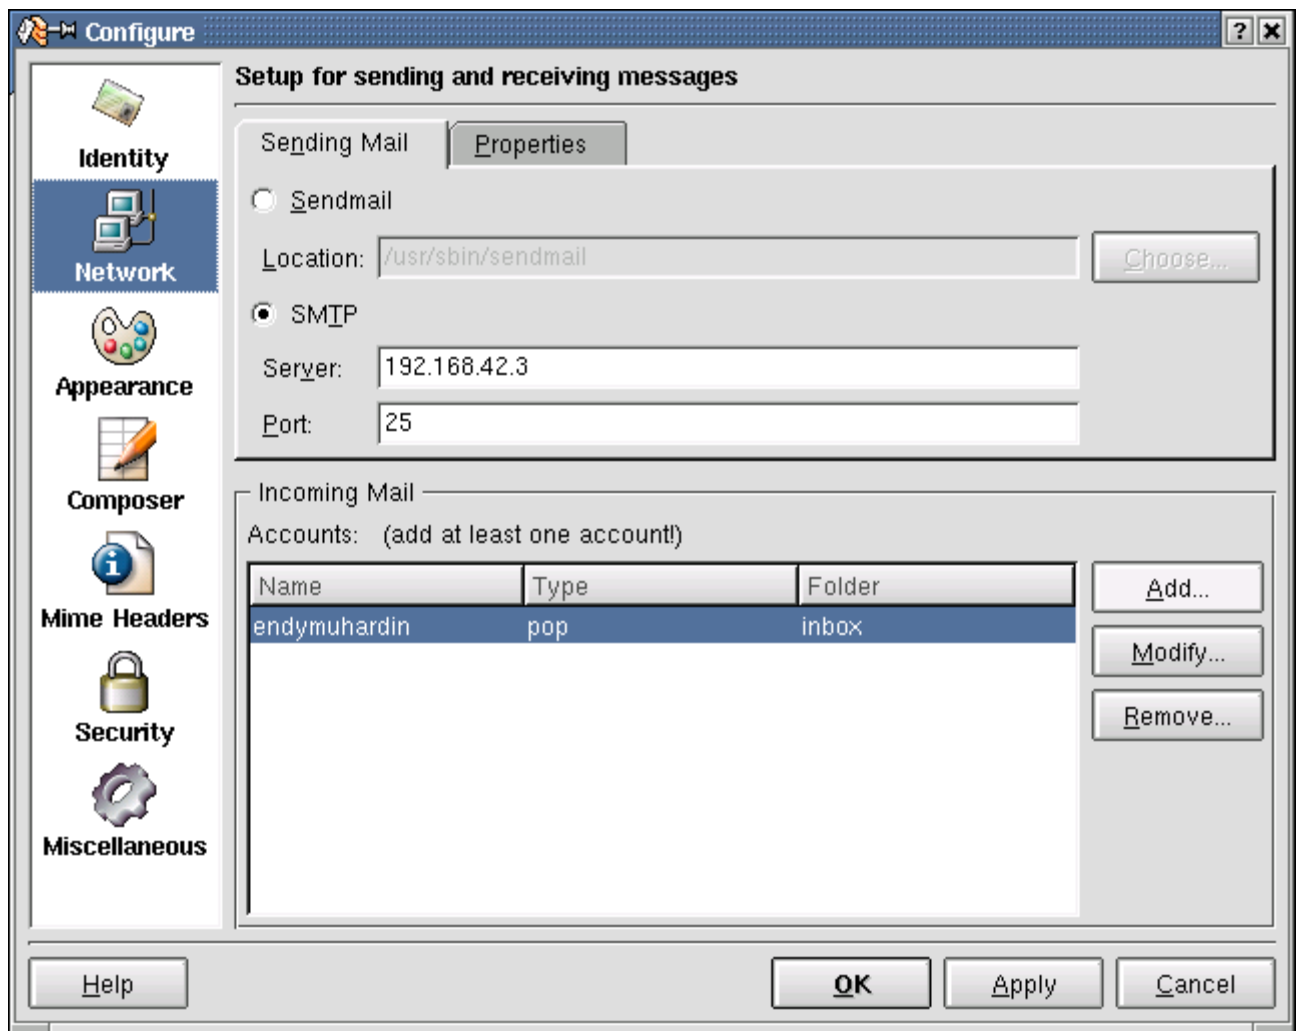 Configure
Setup for sending and receiving messages
Identity
Network
Appearance
Composer
Mime Headers
Security
Miscellaneous
Sending Mail Properties
Sendmail
Location: /usr/sbin/sendmail Choose...
SMTP
Server: 192.168.42.3
Port: 25
Incoming Mail
Accounts: (add at least one account!)
Name Type Folder
endymuhardin pop inbox
Add...
Modify...
Remove...
Help OK Apply Cancel